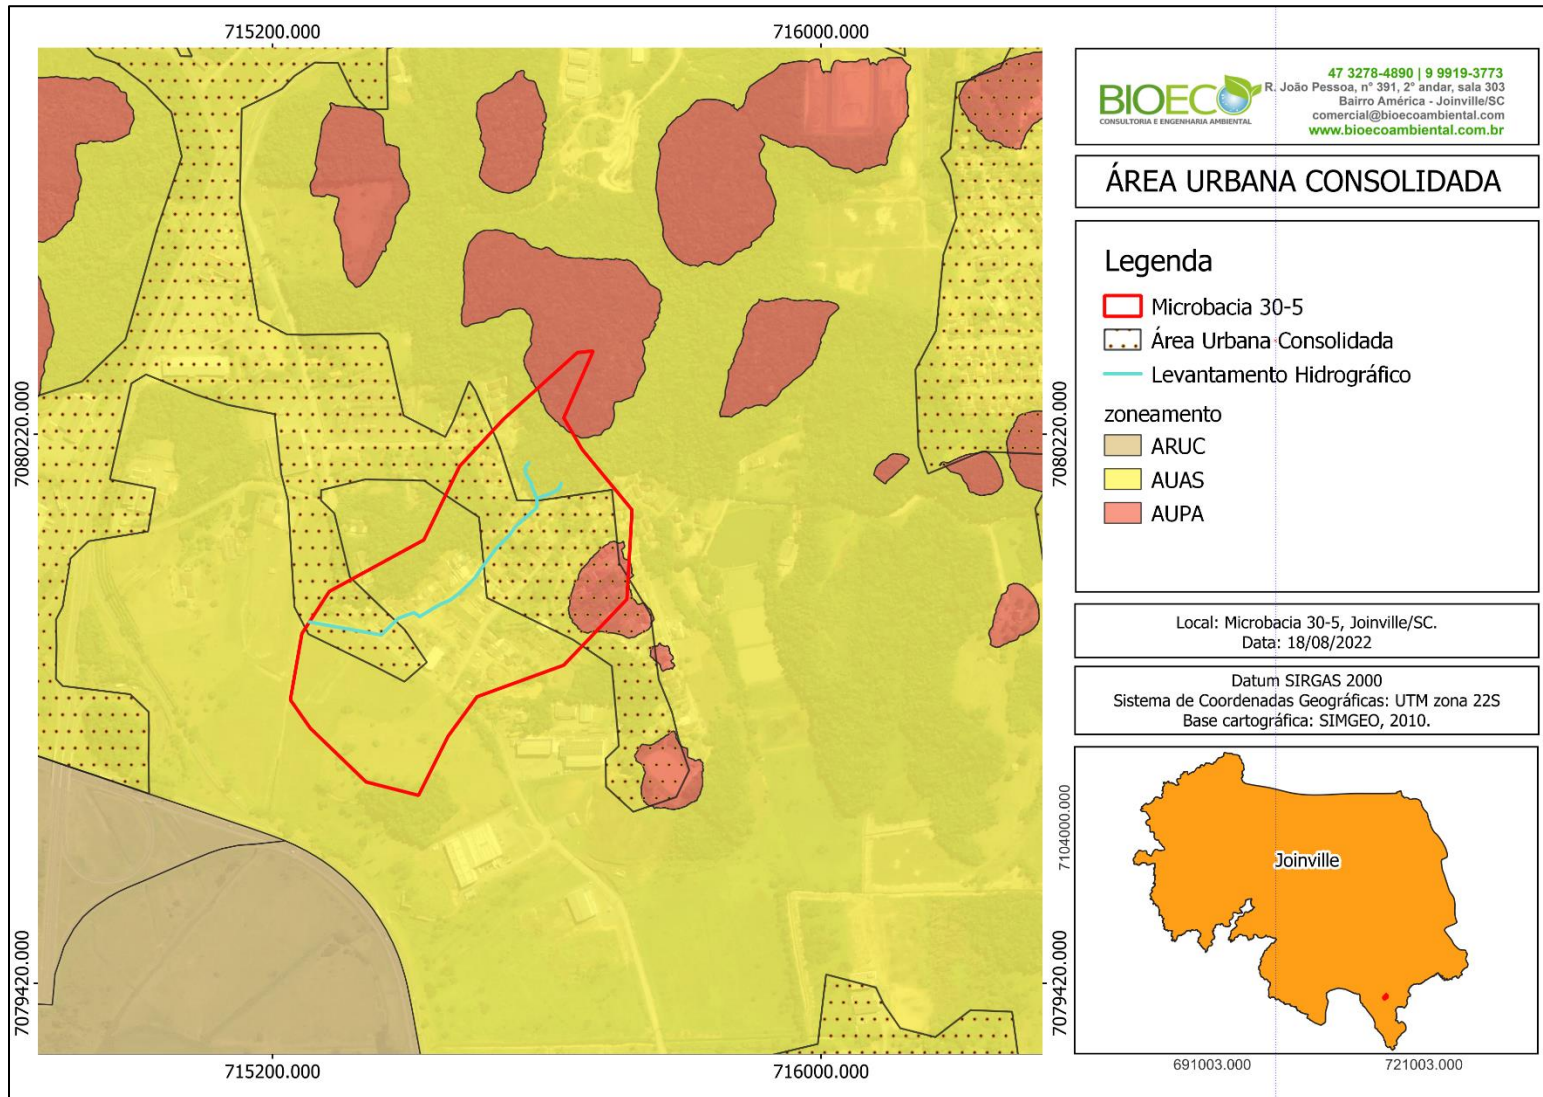 715200.000
716000.000
7080220.000
7079420.000
715200.000
716000.000
7080220.000
7079420.000
BIOECO
CONSULTORIA E ENGENHARIA AMBIENTAL
47 3278-4890 | 9 9919-3773
R. João Pessoa, n° 391, 2° andar, sala 303
Bairro América - Joinville/SC
comercial@bioecoambiental.com
www.bioecoambiental.com.br
ÁREA URBANA CONSOLIDADA
Legenda
Microbacia 30-5
Área Urbana Consolidada
Levantamento Hidrográfico
zoneamento
ARUC
AUAS
AUPA
Local: Microbacia 30-5, Joinville/SC.
Data: 18/08/2022
Datum SIRGAS 2000
Sistema de Coordenadas Geográficas: UTM zona 22S
Base cartográfica: SIMGEO, 2010.
7104000.000
Joinville
691003.000
721003.000